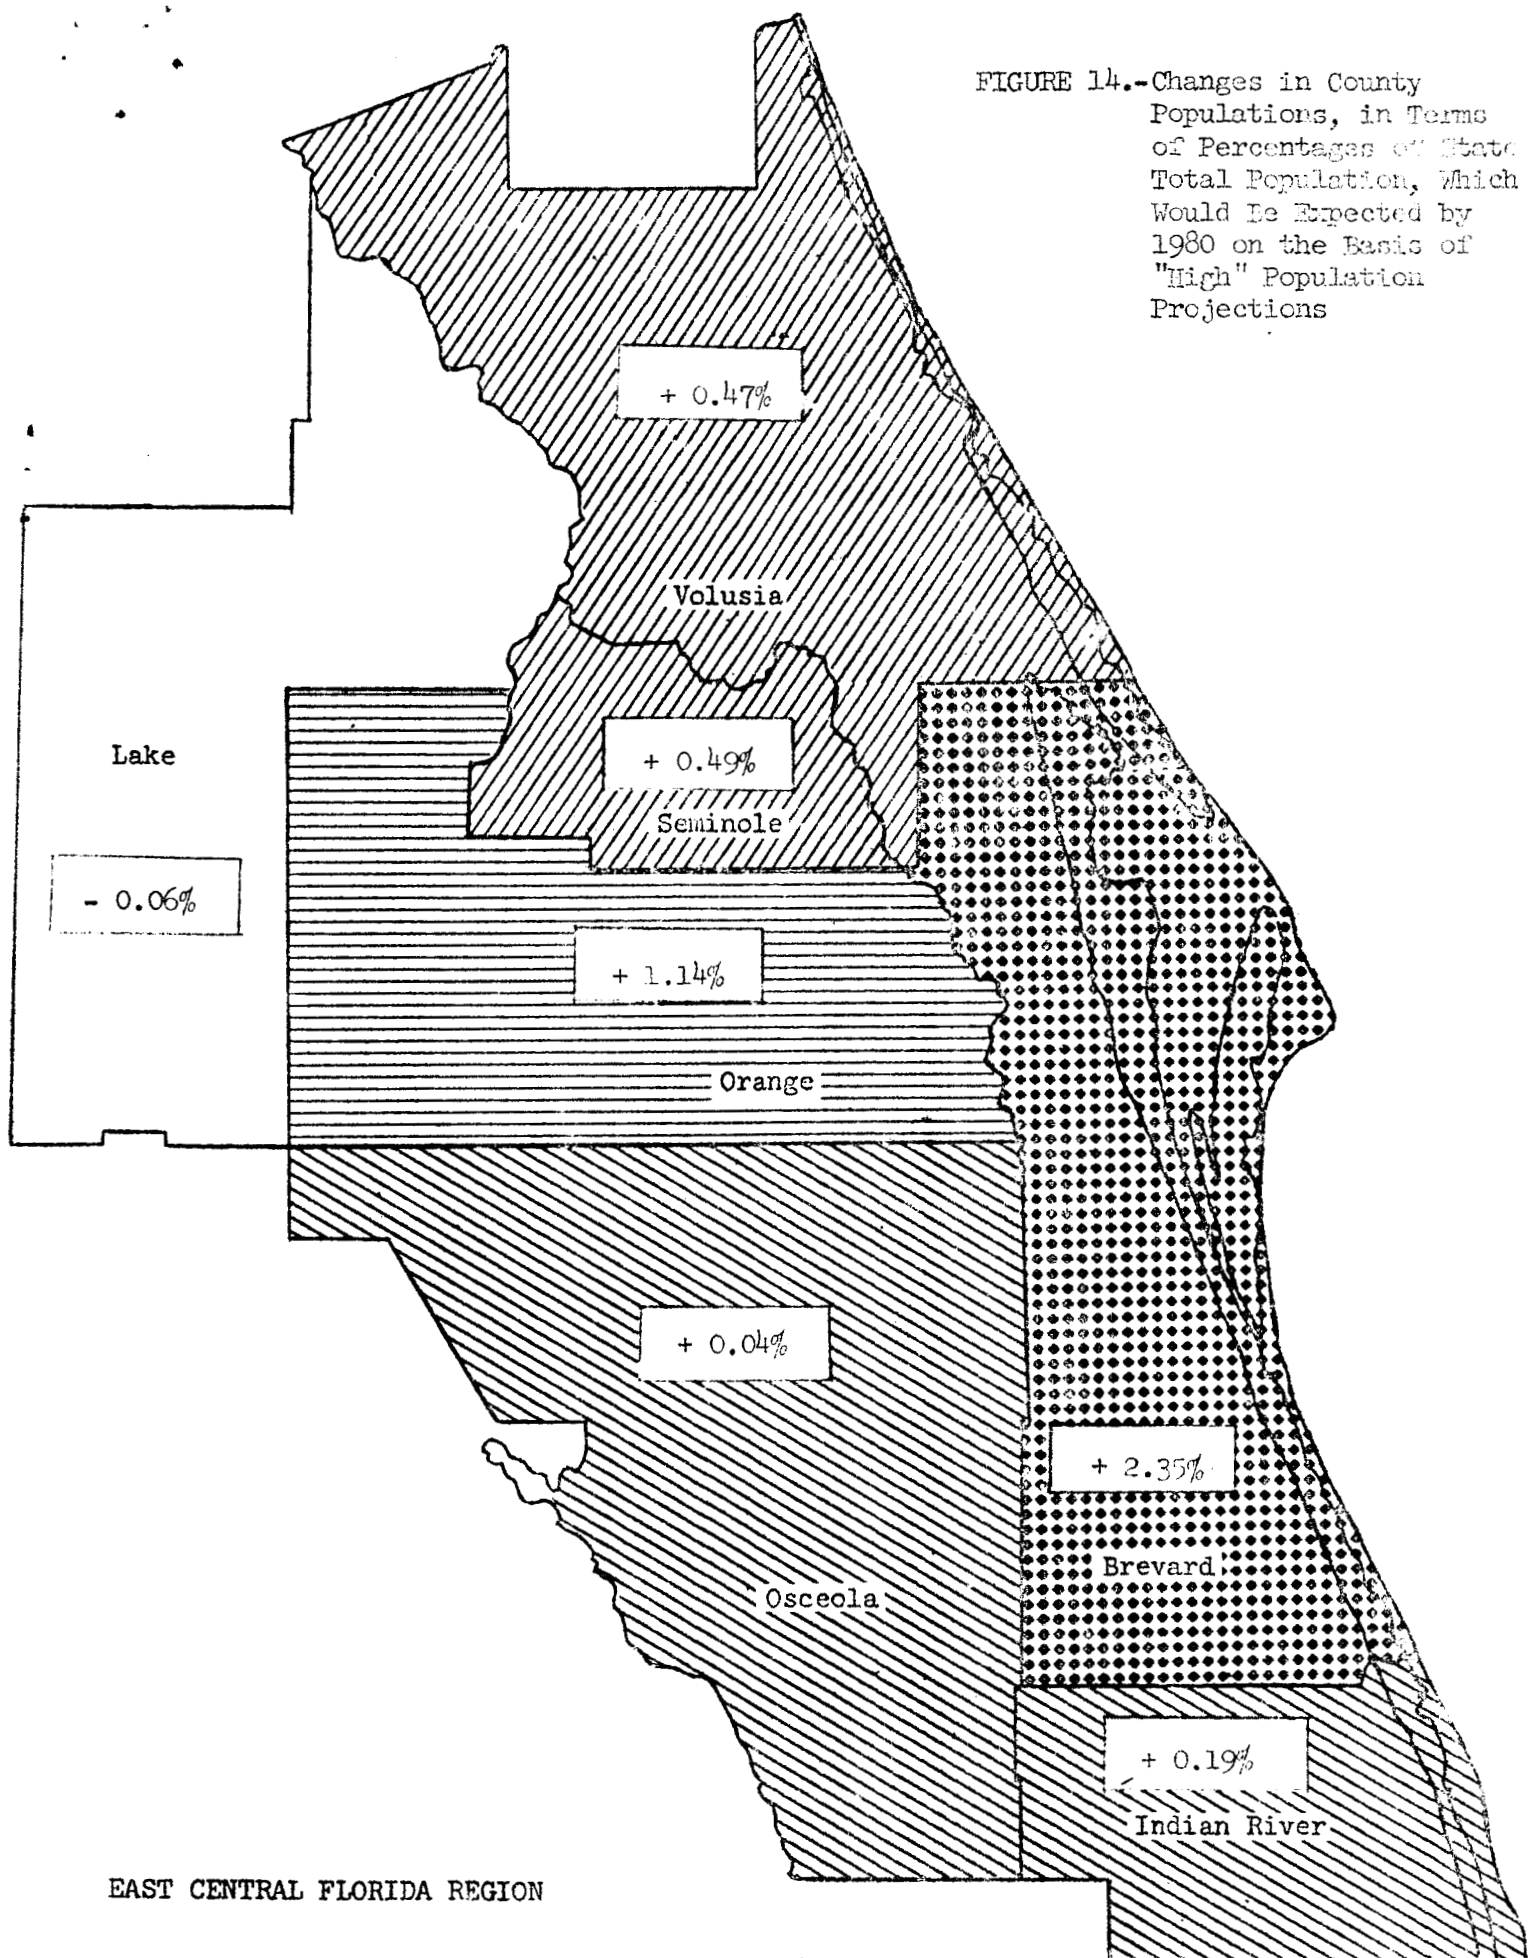 FIGURE 14.-Changes in County
Populations, in Terms
of Percentages of State
Total Population, Which
Would Be Expected by
1980 on the Basis of
"High" Population
Projections
+ 0.47%
Volusia
Lake
+ 0.49%
Seminole
- 0.06%
+ 1.14%
Orange
+ 0.04%
+ 2.35%
Brevard
Osceola
+ 0.19%
Indian River
EAST CENTRAL FLORIDA REGION